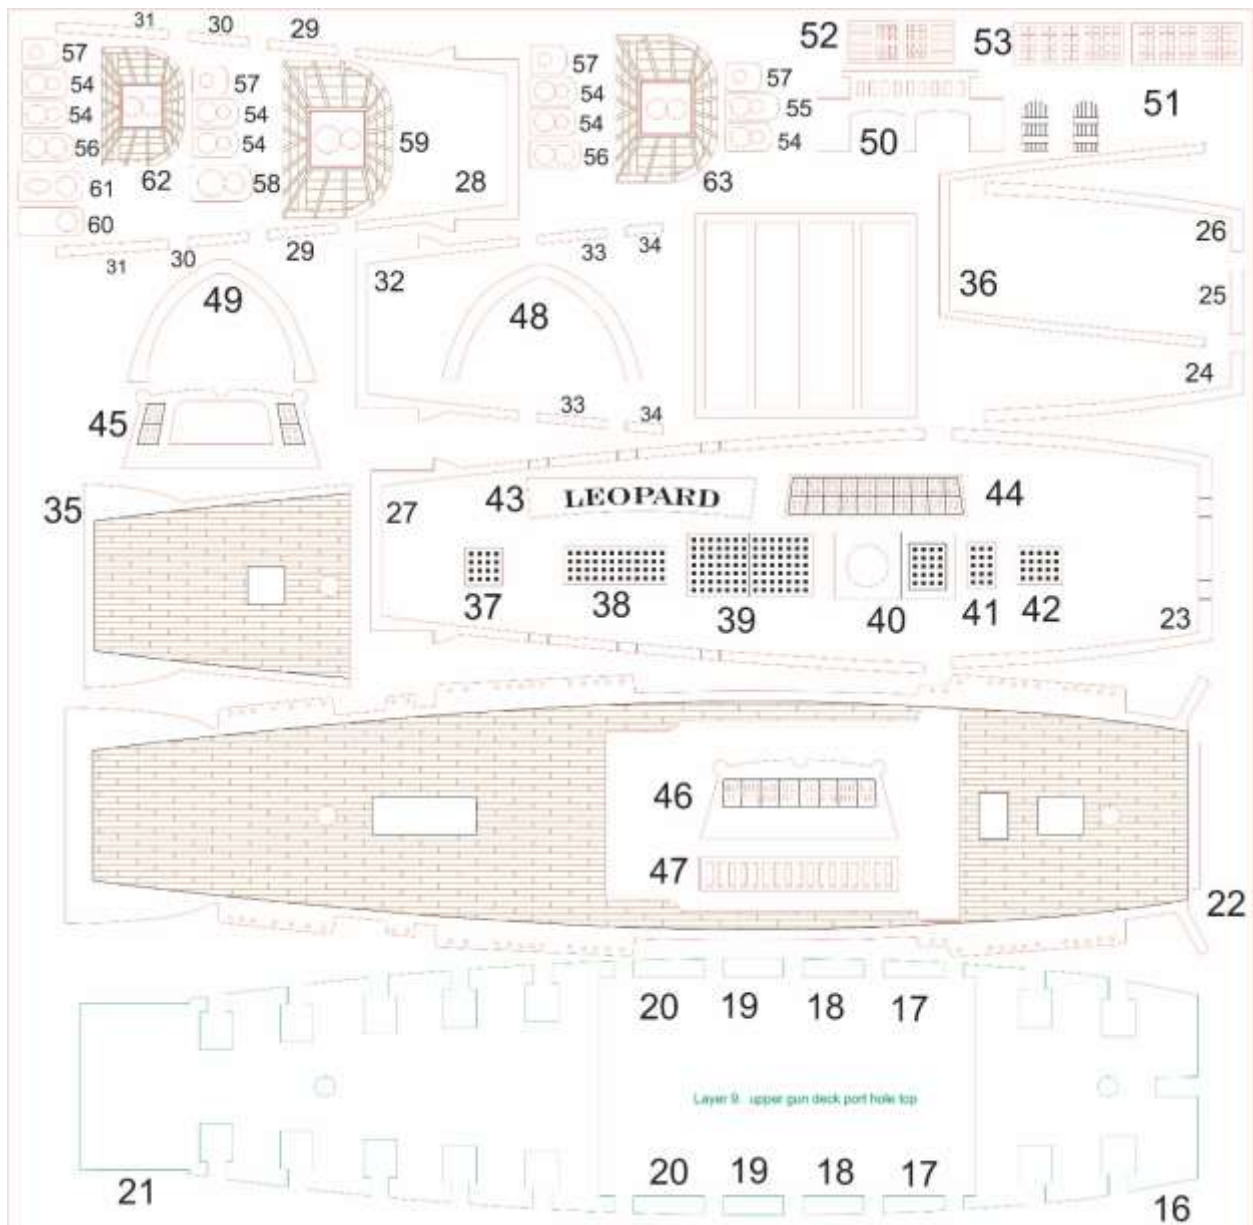 31 30 29 52 53
57 57 57 57
54 54 54 55 51
54 54 59 54 54 50
56 62 58 28 56 63
61
60 26
31 30 29 32 33 34 36 25
49 48
24
45 33 34
35 27 43 LEOPARD 44
37 38 39 40 41 42 23
46
47 22
20 19 18 17
Layer 9 upper gun deck port hole top
21 20 19 18 17 16